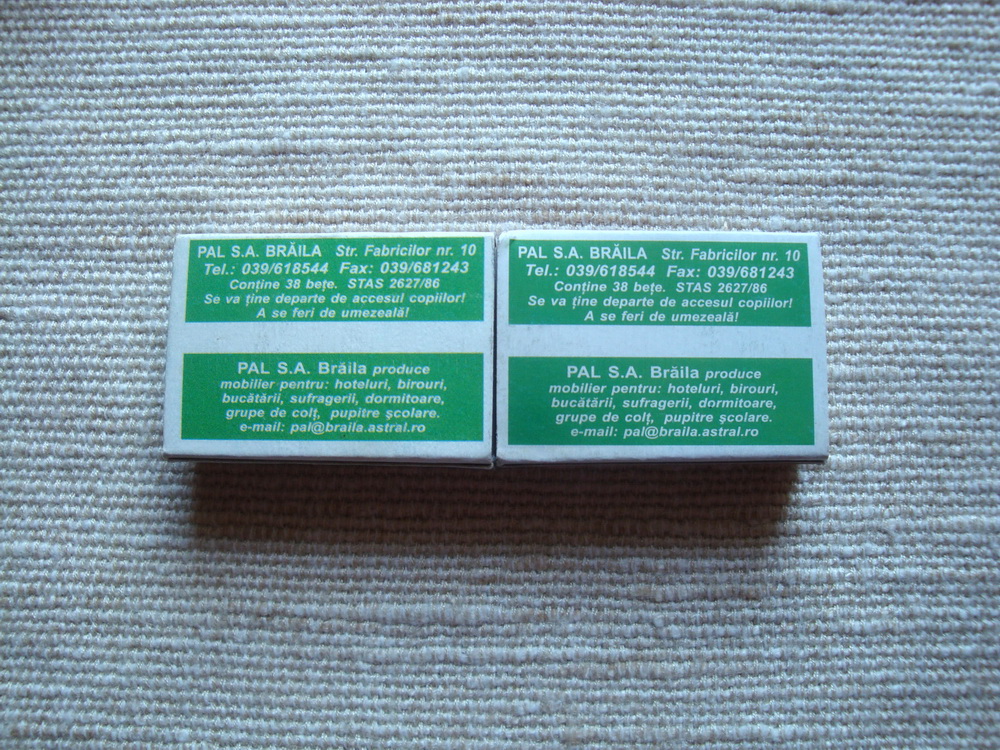 PAL S.A. BRĂILA Str. Fabricilor nr. 10
Tel.: 039/618544 Fax: 039/681243
Conține 38 bețe. STAS 2627/86
Se va ține departe de accesul copiilor!
A se feri de umezeală!
PAL S.A. Brăila produce
mobilier pentru: hoteluri, birouri,
bucătării, sufragerii, dormitoare,
grupe de colț, pupitre școlare.
e-mail: pal@braila.astral.ro
PAL S.A. BRĂILA Str. Fabricilor nr. 10
Tel.: 039/618544 Fax: 039/681243
Conține 38 bețe. STAS 2627/86
Se va ține departe de accesul copiilor!
A se feri de umezeală!
PAL S.A. Brăila produce
mobilier pentru: hoteluri, birouri,
bucătării, sufragerii, dormitoare,
grupe de colț, pupitre școlare.
e-mail: pal@braila.astral.ro